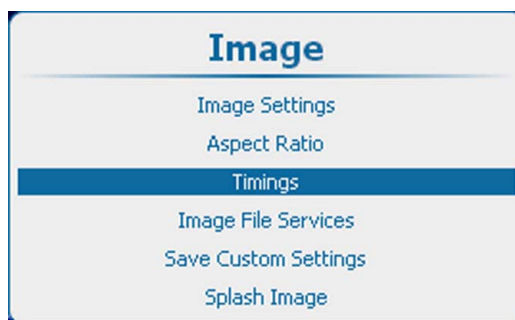 Image
Image Settings
Aspect Ratio
Timings
Image File Services
Save Custom Settings
Splash Image